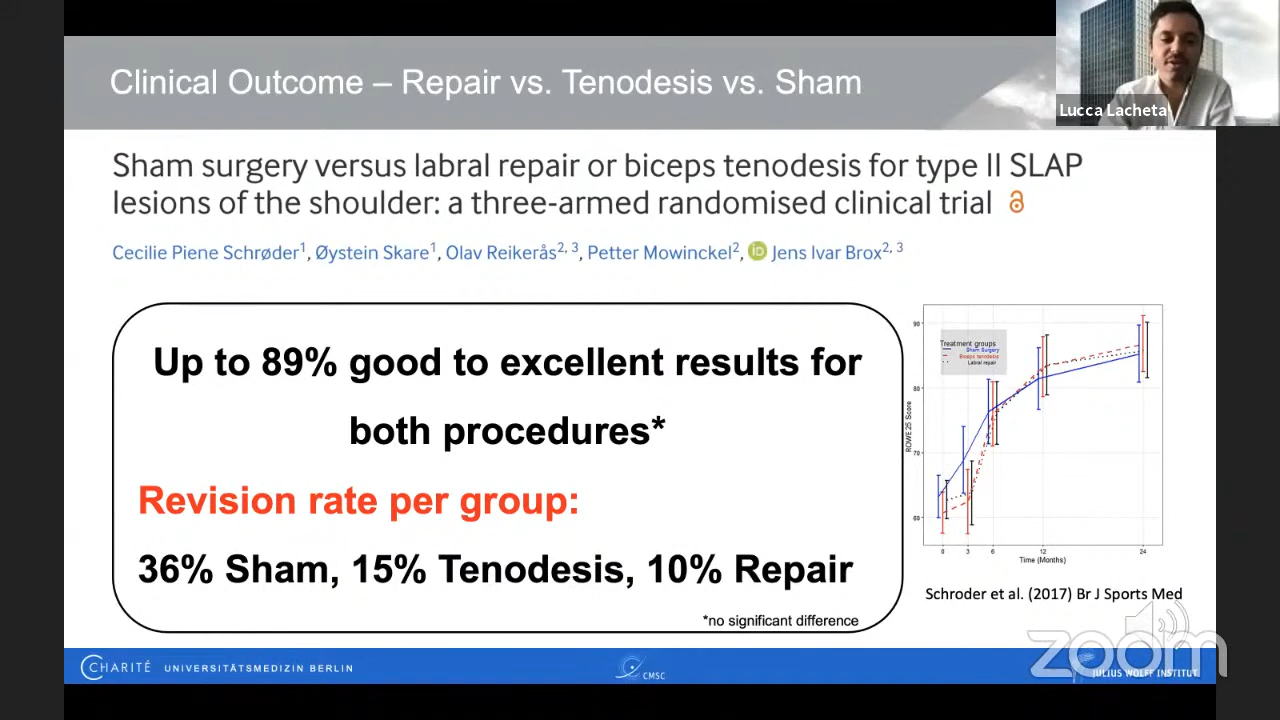 Lucca Lacheta
Clinical Outcome – Repair vs. Tenodesis vs. Sham
Sham surgery versus labral repair or biceps tenodesis for type II SLAP
lesions of the shoulder: a three-armed randomised clinical trial
Cecilie Piene Schrøder1, Øystein Skare1, Olav Reikerås2, 3, Petter Mowinckel2, iD Jens Ivar Brox2, 3
Up to 89% good to excellent results for
both procedures*
Revision rate per group:
36% Sham, 15% Tenodesis, 10% Repair
*no significant difference
90
80
70
60
ROWE 25 Score
Treatment groups
Sham Surgery
Biceps tenodesis
Labral repair
0 3 6 12 24
Time (Months)
Schroder et al. (2017) Br J Sports Med
CHARITÉ UNIVERSITÄTSMEDIZIN BERLIN
CMSC
JULIUS WOLFF INSTITUT
zoom